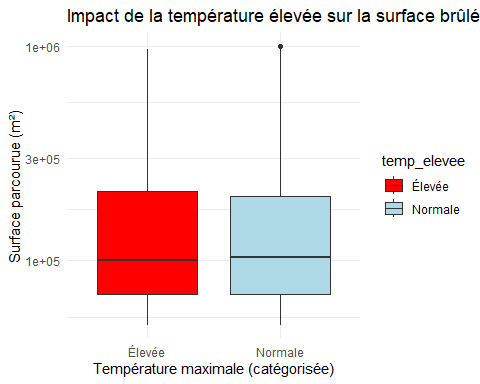 Impact de la température élevée sur la surface brûlé
1e+06
3e+05
1e+05
Surface parcourue (m²)
Élevée
Normale
Température maximale (catégorisée)
temp_elevee
Élevée
Normale